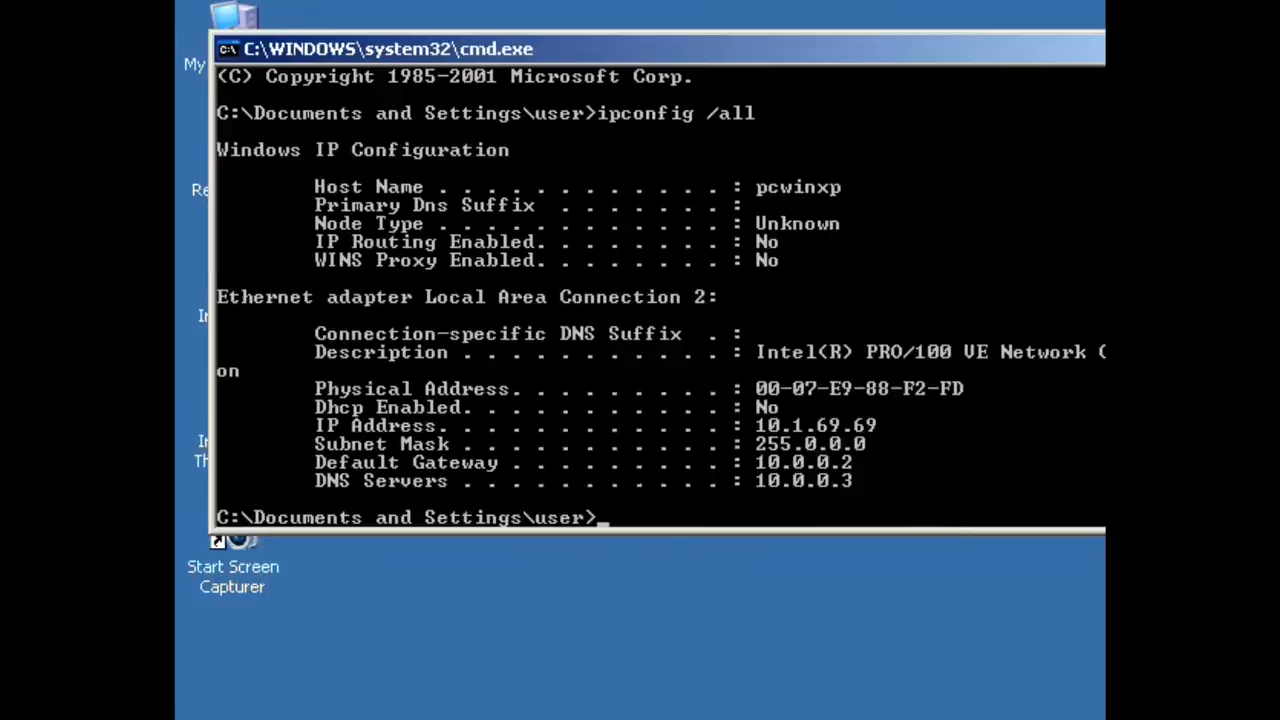 C:\WINDOWS\system32\cmd.exe
My
(C) Copyright 1985-2001 Microsoft Corp.
C:\Documents and Settings\user>ipconfig /all
Windows IP Configuration
Host Name . . . . . . . . . . . . : pcwinxp
Primary Dns Suffix  . . . . . . . :
Node Type . . . . . . . . . . . . : Unknown
IP Routing Enabled. . . . . . . . : No
WINS Proxy Enabled. . . . . . . . : No
Ethernet adapter Local Area Connection 2:
Connection-specific DNS Suffix  . :
Description . . . . . . . . . . . : Intel(R) PRO/100 VE Network C
on
Physical Address. . . . . . . . . : 00-07-E9-88-F2-FD
Dhcp Enabled. . . . . . . . . . . : No
IP Address. . . . . . . . . . . . : 10.1.69.69
Subnet Mask . . . . . . . . . . . : 255.0.0.0
Default Gateway . . . . . . . . . : 10.0.0.2
DNS Servers . . . . . . . . . . . : 10.0.0.3
C:\Documents and Settings\user>_
Start Screen
Capturer